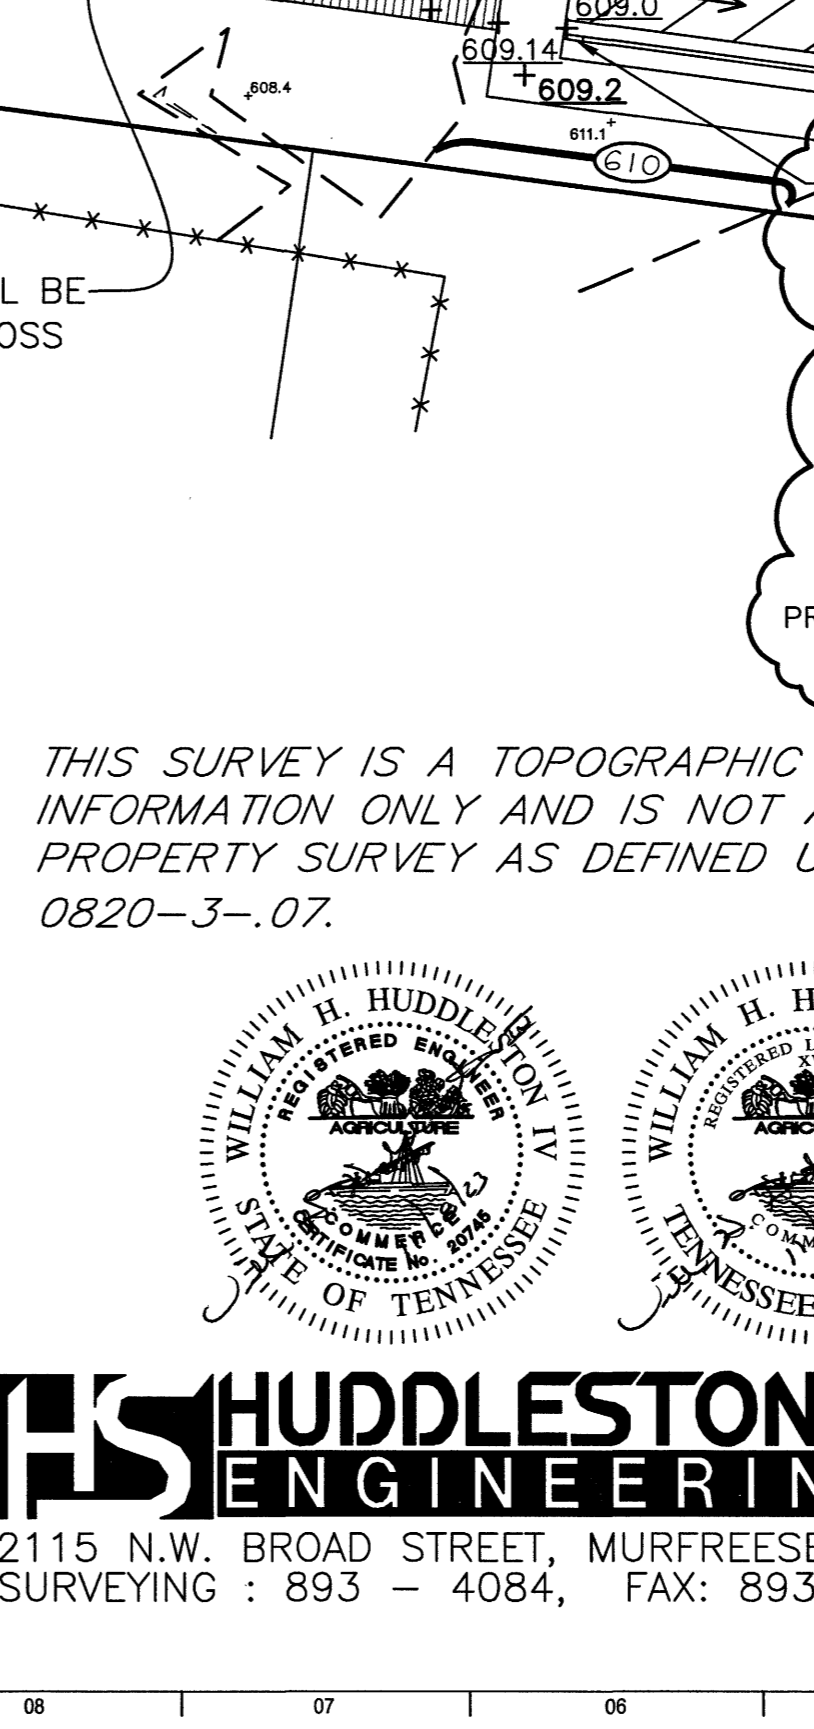 609.0
609.14
609.2
608.4
611.1
610
L BE
OSS
PR
THIS SURVEY IS A TOPOGRAPHIC
INFORMATION ONLY AND IS NOT
PROPERTY SURVEY AS DEFINED U
0820-3-.07.
WILLIAM H. HUDDLESTON IV
REGISTERED ENGINEER
AGRICULTURE
COMMERCE
CERTIFICATE No. 20745
STATE OF TENNESSEE
WILLIAM H. H
REGISTERED L
AGRIC
COMM
TENNESSEE
HS HUDDLESTON
ENGINEERIN
2115 N.W. BROAD STREET, MURFREESB
SURVEYING : 893 - 4084, FAX: 893
08 07 06